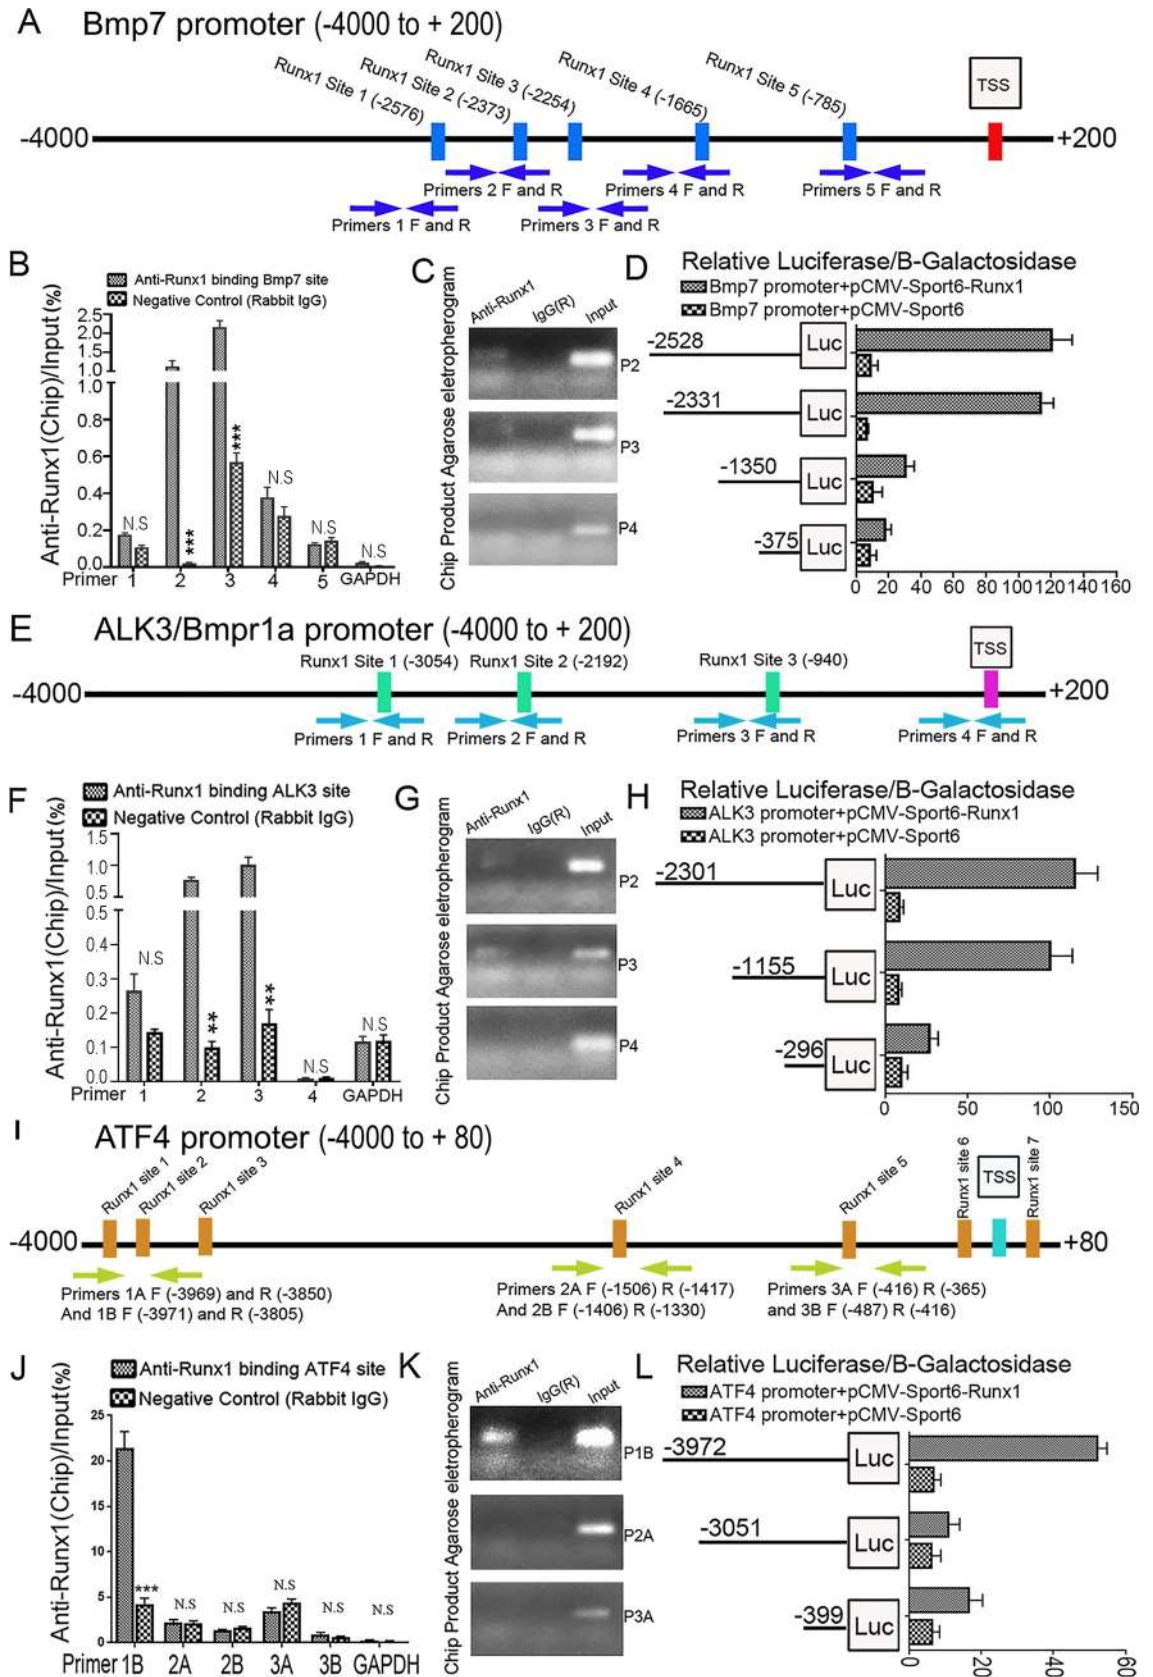 A Bmp7 promoter (-4000 to + 200)
Runx1 Site 1 (-2576)
Runx1 Site 2 (-2373)
Runx1 Site 3 (-2254)
Runx1 Site 4 (-1665)
Runx1 Site 5 (-785)
TSS
-4000 +200
Primers 2 F and R Primers 4 F and R Primers 5 F and R
Primers 1 F and R Primers 3 F and R
B
Anti-Runx1 binding Bmp7 site
Negative Control (Rabbit IgG)
Anti-Runx1(Chip)/Input(%)
2.5
2.0
1.5
1.0
1.0
0.8
0.6
0.4
0.2
0.0
N.S *** *** N.S N.S N.S
Primer 1 2 3 4 5 GAPDH
C
Chip Product Agarose eletropherogram
Anti-Runx1 IgG(R) Input
P2
P3
P4
D Relative Luciferase/B-Galactosidase
Bmp7 promoter+pCMV-Sport6-Runx1
Bmp7 promoter+pCMV-Sport6
-2528 Luc
-2331 Luc
-1350 Luc
-375 Luc
0 20 40 60 80 100 120 140 160
E ALK3/Bmpr1a promoter (-4000 to + 200)
Runx1 Site 1 (-3054) Runx1 Site 2 (-2192) Runx1 Site 3 (-940)
TSS
-4000 +200
Primers 1 F and R Primers 2 F and R Primers 3 F and R Primers 4 F and R
F
Anti-Runx1 binding ALK3 site
Negative Control (Rabbit IgG)
Anti-Runx1(Chip)/Input(%)
1.5
1.0
0.5
0.5
0.4
0.3
0.2
0.1
0.0
N.S ** ** N.S N.S
Primer 1 2 3 4 GAPDH
G
Chip Product Agarose eletropherogram
Anti-Runx1 IgG(R) Input
P2
P3
P4
H Relative Luciferase/B-Galactosidase
ALK3 promoter+pCMV-Sport6-Runx1
ALK3 promoter+pCMV-Sport6
-2301 Luc
-1155 Luc
-296 Luc
0 50 100 150
I ATF4 promoter (-4000 to + 80)
Runx1 site 1
Runx1 site 2
Runx1 site 3
Runx1 site 4
Runx1 site 5
Runx1 site 6
TSS
Runx1 site 7
-4000 +80
Primers 1A F (-3969) and R (-3850) Primers 2A F (-1506) R (-1417) Primers 3A F (-416) R (-365)
And 1B F (-3971) and R (-3805) And 2B F (-1406) R (-1330) and 3B F (-487) R (-416)
J
Anti-Runx1 binding ATF4 site
Negative Control (Rabbit IgG)
Anti-Runx1(Chip)/Input(%)
25
20
15
10
5
0
*** N.S N.S N.S N.S N.S
Primer 1B 2A 2B 3A 3B GAPDH
K
Chip Product Agarose eletropherogram
Anti-Runx1 IgG(R) Input
P1B
P2A
P3A
L Relative Luciferase/B-Galactosidase
ATF4 promoter+pCMV-Sport6-Runx1
ATF4 promoter+pCMV-Sport6
-3972 Luc
-3051 Luc
-399 Luc
0 20 40 60